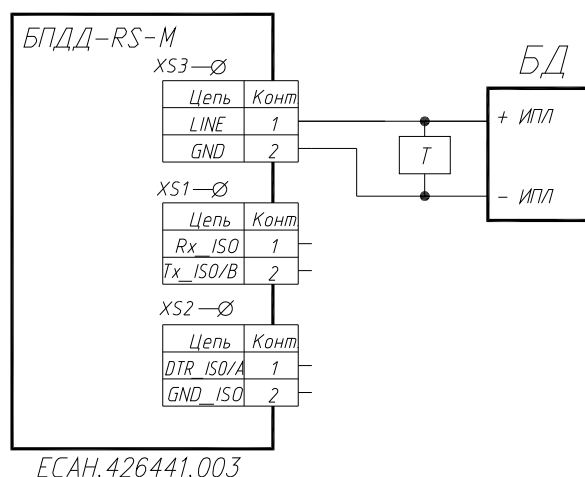 БПДД-RS-M
БД
XS3
Цепь Конт.
LINE 1
GND 2
+ ИПЛ
Т
- ИПЛ
XS1
Цепь Конт.
Rx_ISO 1
Tx_ISO/B 2
XS2
Цепь Конт.
DTR_ISO/A 1
GND_ISO 2
ЕСАН.426441.003